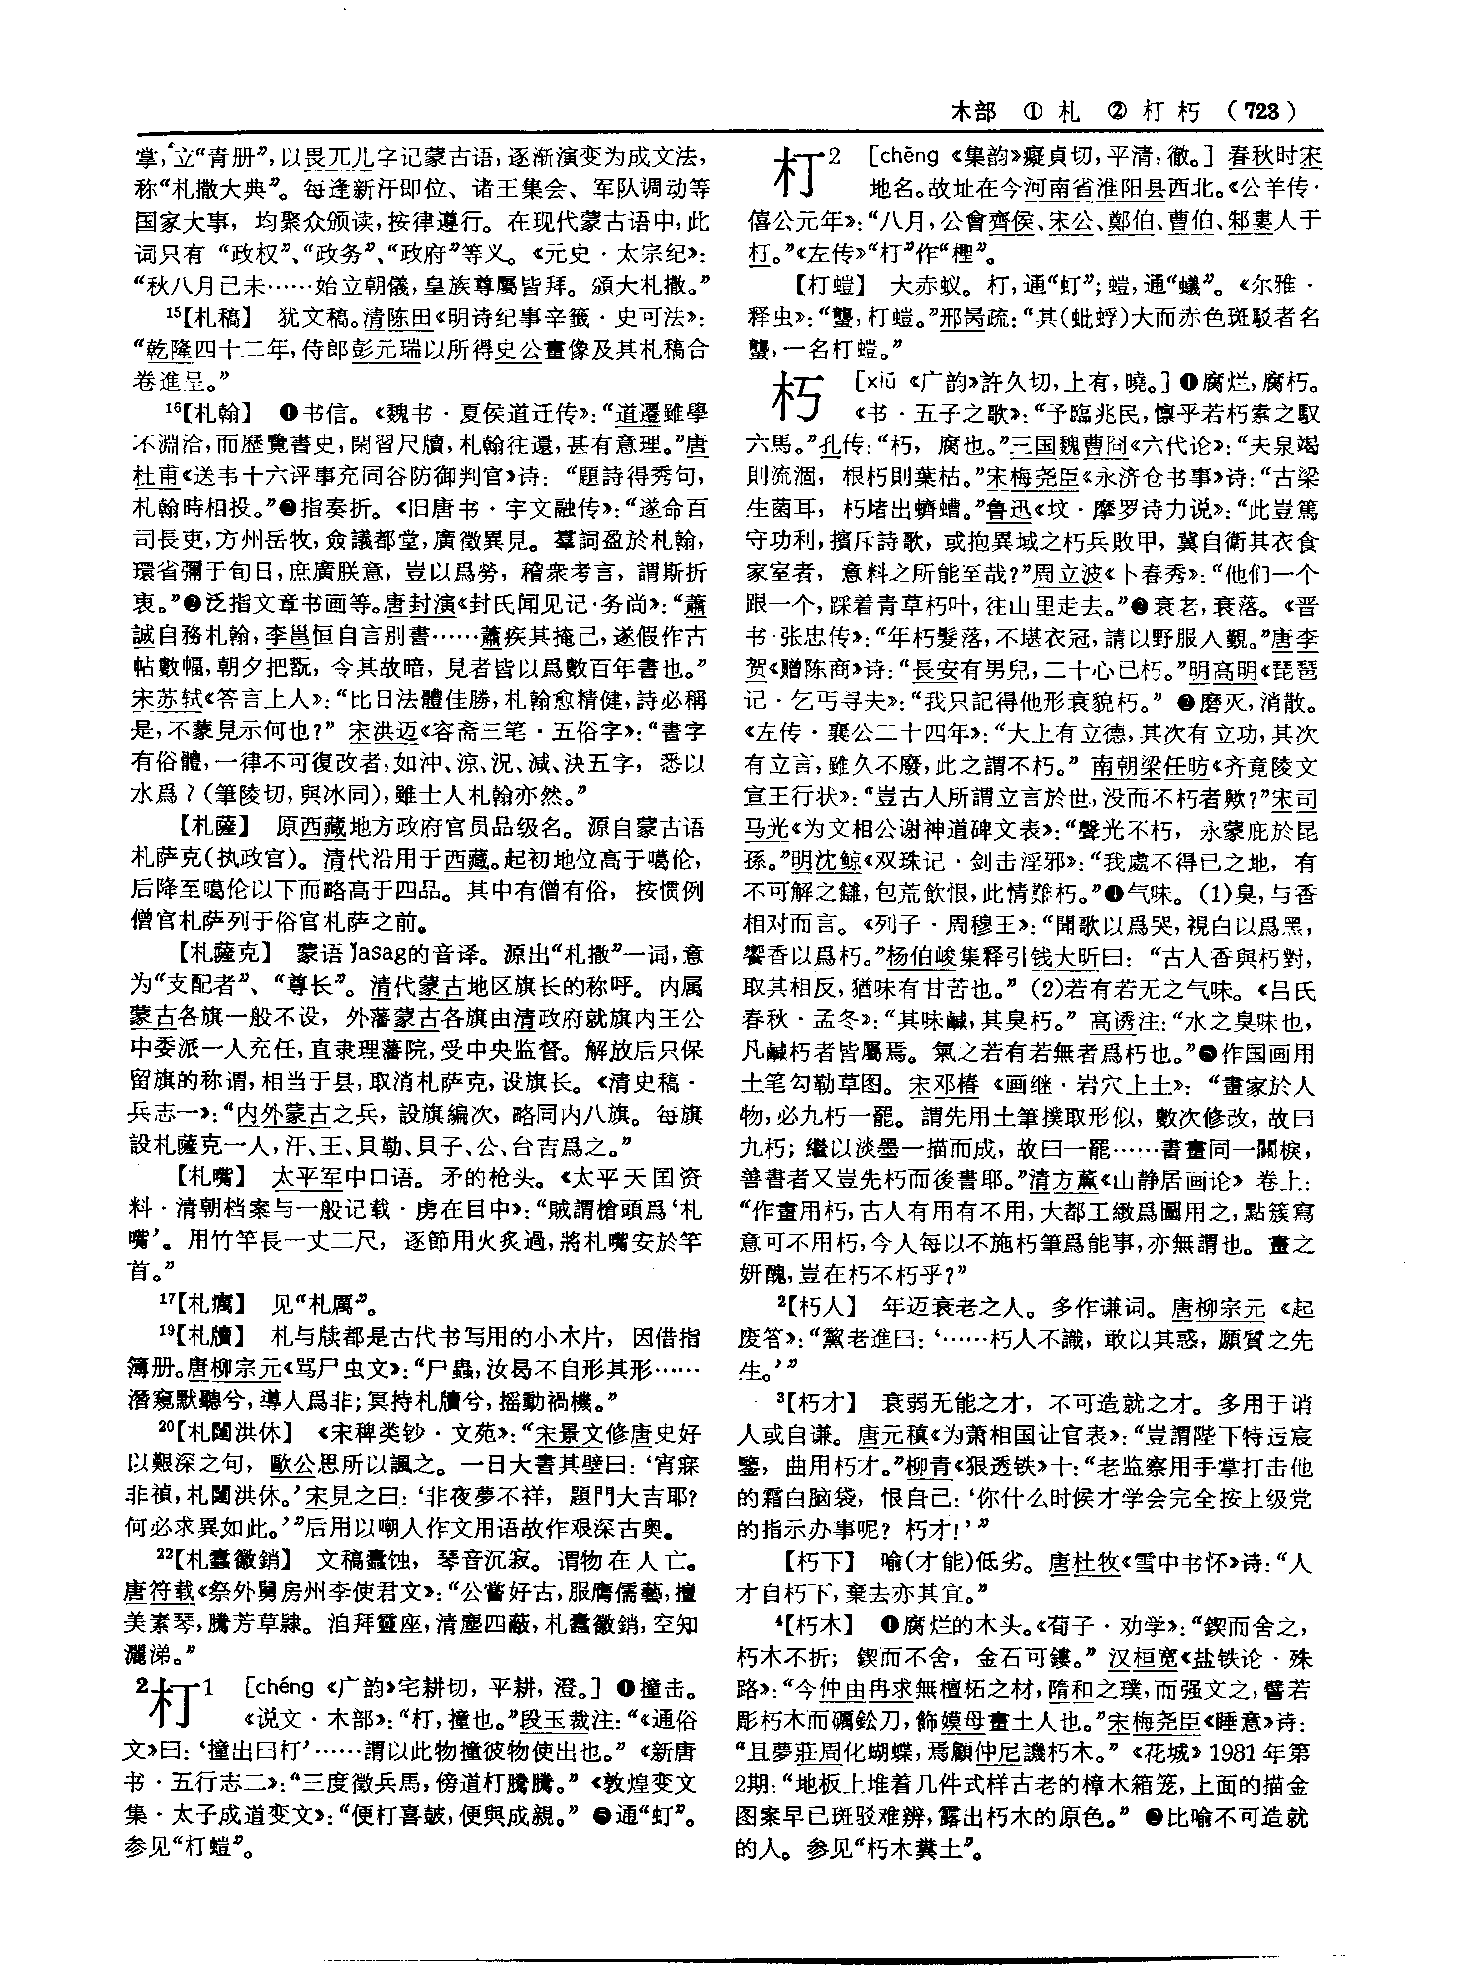 木部 ① 札 ② 朾 朽 （723）
掌，立“青册”，以畏兀儿字记蒙古语，逐渐演变为成文法，
称“札撒大典”。每逢新汗即位、诸王集会、军队调动等
国家大事，均聚众颁读，按律遵行。在现代蒙古语中，此
词只有“政权”、“政务”、“政府”等义。《元史·太宗纪》：
“秋八月己未……始立朝儀，皇族尊屬皆拜。頒大札撒。”
15【札稿】 犹文稿。清陈田《明诗纪事辛籤·史可法》：
“乾隆四十二年，侍郎彭元瑞以所得史公畫像及其札稿合
卷進呈。”
16【札翰】 ❶书信。《魏书·夏侯道迁传》：“道遷雖學
不淵洽，而歷覽書史，閑習尺牘，札翰往還，甚有意理。”唐
杜甫《送韦十六评事充同谷防御判官》诗：“題詩得秀句，
札翰時相投。”❷指奏折。《旧唐书·宇文融传》：“遂命百
司長吏，方州岳牧，僉議都堂，廣徵異見。羣詞盈於札翰，
環省彌于旬日，庶廣朕意，豈以爲勞，稽衆考言，謂斯折
衷。”❸泛指文章书画等。唐封演《封氏闻见记·务尚》：“蕭
誠自務札翰，李邕恒自言别書……蕭疾其掩己，遂假作古
帖數幅，朝夕把翫，令其故暗，見者皆以爲數百年書也。”
宋苏轼《答言上人》：“比日法體佳勝，札翰愈精健，詩必稱
是，不蒙見示何也？”宋洪迈《容斋三笔·五俗字》：“書字
有俗體，一律不可復改者，如沖、涼、況、減、決五字，悉以
水爲冫（筆陵切，與冰同），雖士人札翰亦然。”
【札薩】 原西藏地方政府官员品级名。源自蒙古语
札萨克（执政官）。清代沿用于西藏。起初地位高于噶伦，
后降至噶伦以下而略高于四品。其中有僧有俗，按惯例
僧官札萨列于俗官札萨之前。
【札薩克】 蒙语Jasag的音译。源出“札撒”一词，意
为“支配者”、“尊长”。清代蒙古地区旗长的称呼。内属
蒙古各旗一般不设，外藩蒙古各旗由清政府就旗内王公
中委派一人充任，直隶理藩院，受中央监督。解放后只保
留旗的称谓，相当于县，取消札萨克，设旗长。《清史稿·
兵志一》：“内外蒙古之兵，設旗編次，略同内八旗。每旗
設札薩克一人，汗、王、貝勒、貝子、公、台吉爲之。”
【札嘴】 太平军中口语。矛的枪头。《太平天囯资
料·清朝档案与一般记载·虏在目中》：“賊謂槍頭爲‘札
嘴’。用竹竿長一丈二尺，逐節用火炙過，將札嘴安於竿
首。”
17【札癘】 见“札厲”。
19【札牘】 札与牍都是古代书写用的小木片，因借指
簿册。唐柳宗元《骂尸虫文》：“尸蟲，汝曷不自形其形……
潛窺默聽兮，導人爲非；冥持札牘兮，摇動禍機。”
20【札闥洪休】 《宋稗类钞·文苑》：“宋景文修唐史好
以艱深之句，歐公思所以諷之。一日大書其壁曰：‘宵寐
非禎，札闥洪休。’宋見之曰：‘非夜夢不祥，題門大吉耶？
何必求異如此。’”后用以嘲人作文用语故作艰深古奥。
22【札蠹徽銷】 文稿蠹蚀，琴音沉寂。谓物在人亡。
唐符载《祭外舅房州李使君文》：“公嘗好古，服膺儒藝，擅
美素琴，騰芳草隸。洎拜靈座，清塵四蔽，札蠹徽銷，空知
灑涕。”
2朾1 ［chéng 《广韵》宅耕切，平耕，澄。］ ❶撞击。
《说文·木部》：“朾，撞也。”段玉裁注：“《通俗
文》曰：‘撞出曰朾’……謂以此物撞彼物使出也。”《新唐
书·五行志二》：“三度徵兵馬，傍道朾騰騰。”《敦煌变文
集·太子成道变文》：“便朾喜皷，便與成親。” ❷通“虰”。
参见“朾螘”。
朾2 ［chēng 《集韵》癡貞切，平清，徹。］ 春秋时宋
地名。故址在今河南省淮阳县西北。《公羊传·
僖公元年》：“八月，公會齊侯、宋公、鄭伯、曹伯、邾婁人于
朾。”《左传》“朾”作“檉”。
【朾螘】 大赤蚁。朾，通“虰”；螘，通“蟻”。《尔雅·
释虫》：“蠪，朾螘。”邢昺疏：“其（蚍蜉）大而赤色斑駁者名
蠪，一名朾螘。”
朽 ［xiǔ 《广韵》許久切，上有，曉。］❶腐烂，腐朽。
《书·五子之歌》：“予臨兆民，懔乎若朽索之馭
六馬。”孔传：“朽，腐也。”三国魏曹冏《六代论》：“夫泉竭
則流涸，根朽則葉枯。”宋梅尧臣《永济仓书事》诗：“古梁
生菌耳，朽堵出蠐螬。”鲁迅《坟·摩罗诗力说》：“此豈篤
守功利，擯斥詩歌，或抱異域之朽兵敗甲，冀自衛其衣食
家室者，意料之所能至哉？”周立波《卜春秀》：“他们一个
跟一个，踩着青草朽叶，往山里走去。”❷衰老，衰落。《晋
书·张忠传》：“年朽髮落，不堪衣冠，請以野服入覲。”唐李
贺《赠陈商》诗：“長安有男兒，二十心已朽。”明高明《琵琶
记·乞丐寻夫》：“我只記得他形衰貌朽。” ❸磨灭，消散。
《左传·襄公二十四年》：“大上有立德，其次有立功，其次
有立言，雖久不廢，此之謂不朽。”南朝梁任昉《齐竟陵文
宣王行状》：“豈古人所謂立言於世，没而不朽者歟？”宋司
马光《为文相公谢神道碑文表》：“聲光不朽，永蒙庇於昆
孫。”明沈鲸《双珠记·剑击淫邪》：“我處不得已之地，有
不可解之讎，包荒飲恨，此情難朽。”❹气味。（1）臭，与香
相对而言。《列子·周穆王》：“聞歌以爲哭，視白以爲黑，
饗香以爲朽。”杨伯峻集释引钱大昕曰：“古人香與朽對，
取其相反，猶味有甘苦也。”（2）若有若无之气味。《吕氏
春秋·孟冬》：“其味鹹，其臭朽。”高诱注：“水之臭味也，
凡鹹朽者皆屬焉。氣之若有若無者爲朽也。”❺作国画用
土笔勾勒草图。宋邓椿《画继·岩穴上士》：“畫家於人
物，必九朽一罷。謂先用土筆撲取形似，數次修改，故曰
九朽；繼以淡墨一描而成，故曰一罷……書畫同一關棙，
善書者又豈先朽而後書耶。”清方薰《山静居画论》卷上：
“作畫用朽，古人有用有不用，大都工緻爲圖用之，點簇寫
意可不用朽，今人每以不施朽筆爲能事，亦無謂也。畫之
妍醜，豈在朽不朽乎？”
2【朽人】 年迈衰老之人。多作谦词。唐柳宗元《起
废答》：“黧老進曰：‘……朽人不識，敢以其惑，願質之先
生。’”
3【朽才】 衰弱无能之才，不可造就之才。多用于诮
人或自谦。唐元稹《为萧相国让官表》：“豈謂陛下特迂宸
鑒，曲用朽才。”柳青《狠透铁》十：“老监察用手掌打击他
的霜白脑袋，恨自己：‘你什么时候才学会完全按上级党
的指示办事呢？朽才！’”
【朽下】 喻（才能）低劣。唐杜牧《雪中书怀》诗：“人
才自朽下，棄去亦其宜。”
4【朽木】 ❶腐烂的木头。《荀子·劝学》：“鍥而舍之，
朽木不折；鍥而不舍，金石可鏤。”汉桓宽《盐铁论·殊
路》：“今仲由冉求無檀柘之材，隋和之璞，而强文之，譬若
彫朽木而礪鈆刀，飾嫫母畫土人也。”宋梅尧臣《睡意》诗：
“且夢莊周化蝴蝶，焉顧仲尼譏朽木。”《花城》1981年第
2期：“地板上堆着几件式样古老的樟木箱笼，上面的描金
图案早已斑驳难辨，露出朽木的原色。” ❷比喻不可造就
的人。参见“朽木糞土”。